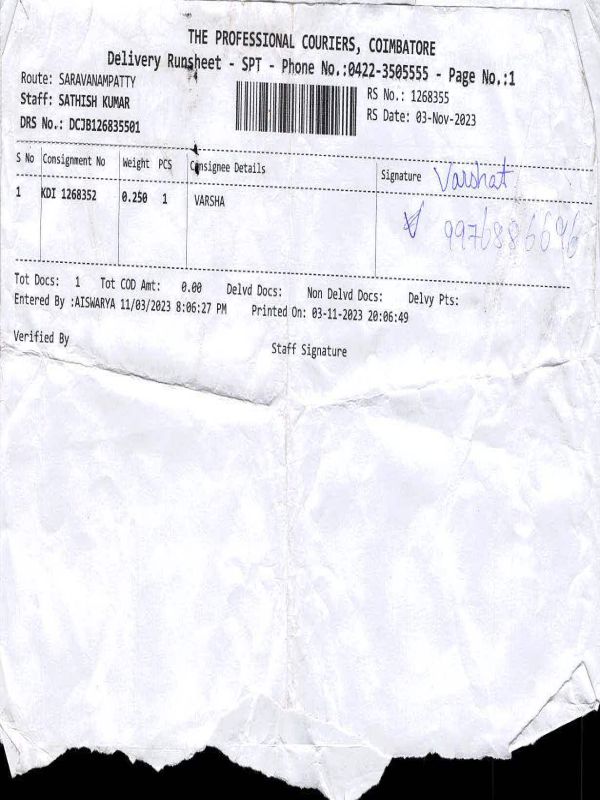 THE PROFESSIONAL COURIERS, COIMBATORE
Delivery Runsheet - SPT - Phone No.:0422-3505555 - Page No.:1
Route: SARAVANAMPATTY
Staff: SATHISH KUMAR
DRS No.: DCJB126835501
RS No.: 1268355
RS Date: 03-Nov-2023
S No Consignment No Weight PCS Consignee Details Signature Varshat
1 KDI 1268352 0.250 1 VARSHA
9976886696
Tot Docs: 1 Tot COD Amt: 0.00 Delvd Docs: Non Delvd Docs: Delvy Pts:
Entered By :AISWARYA 11/03/2023 8:06:27 PM Printed On: 03-11-2023 20:06:49
Verified By Staff Signature